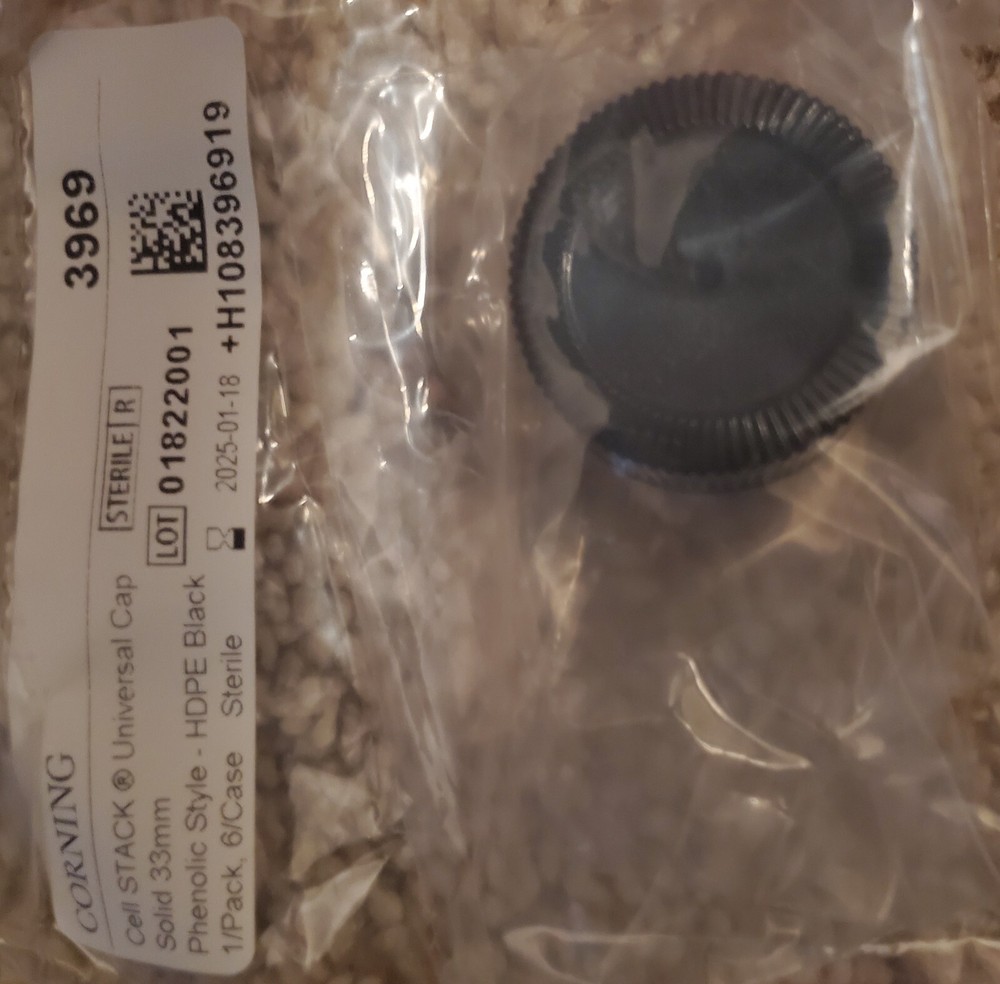 CORNING
3969
Cell STACK ® Universal Cap
STERILE R
Solid 33mm
LOT 01822001
Phenolic Style - HDPE Black
2025-01-18
1/Pack, 6/Case Sterile
+H108396919